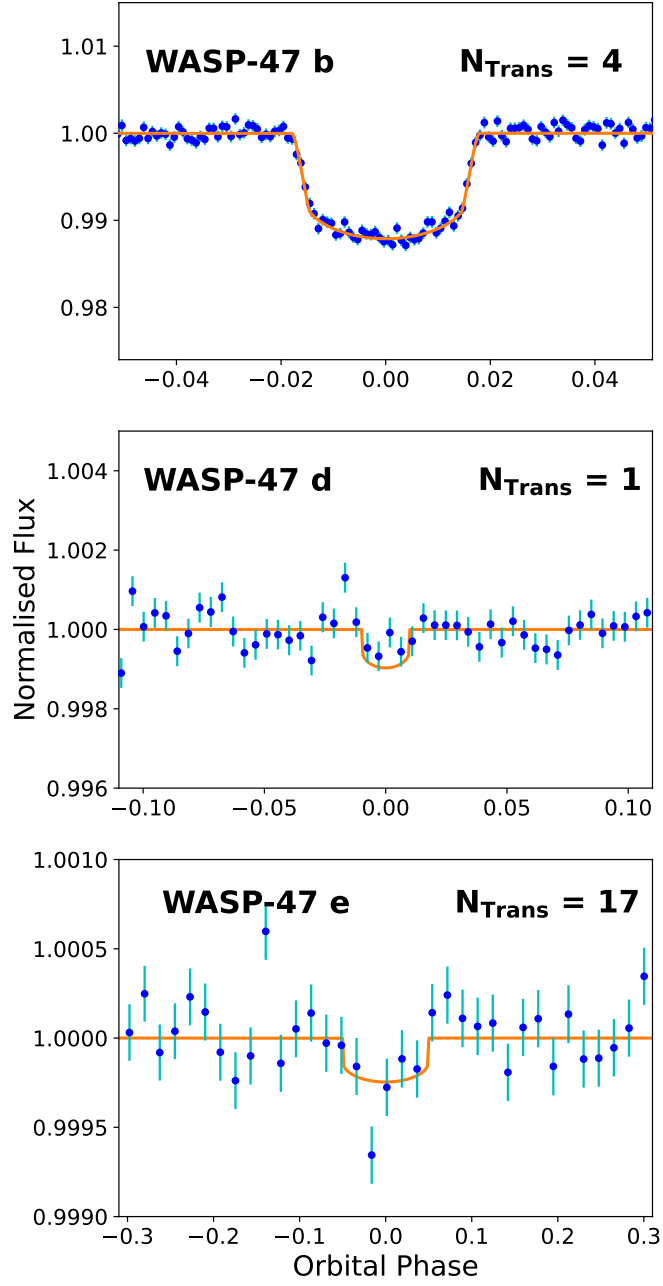 WASP-47 b N_Trans = 4
1.01
1.00
0.99
0.98
−0.04 −0.02 0.00 0.02 0.04
WASP-47 d N_Trans = 1
1.004
1.002
1.000
0.998
0.996
−0.10 −0.05 0.00 0.05 0.10
Normalised Flux
WASP-47 e N_Trans = 17
1.0010
1.0005
1.0000
0.9995
0.9990
−0.3 −0.2 −0.1 0.0 0.1 0.2 0.3
Orbital Phase